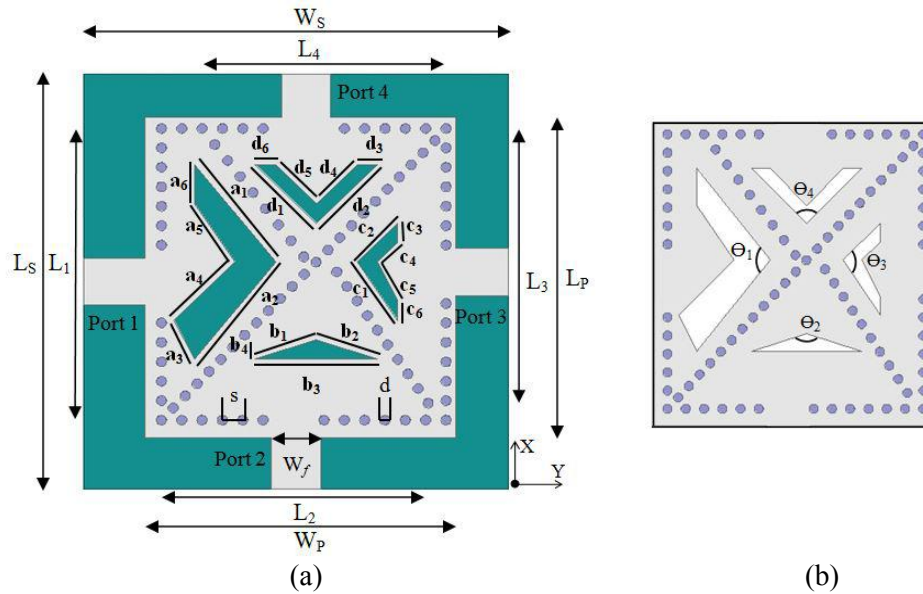 W_S
L_4
Port 4
d_6
d_3
d_5
d_4
a_6
a_1
d_1
d_2
a_5
c_2
c_3
c_4
L_S
L_1
L_3
L_P
a_4
a_2
c_1
c_5
c_6
Port 1
Port 3
b_1
b_2
a_3
b_4
b_3
s
d
Port 2
W_f
X
Y
L_2
W_P
(a)
ϴ_4
ϴ_1
ϴ_3
ϴ_2
(b)